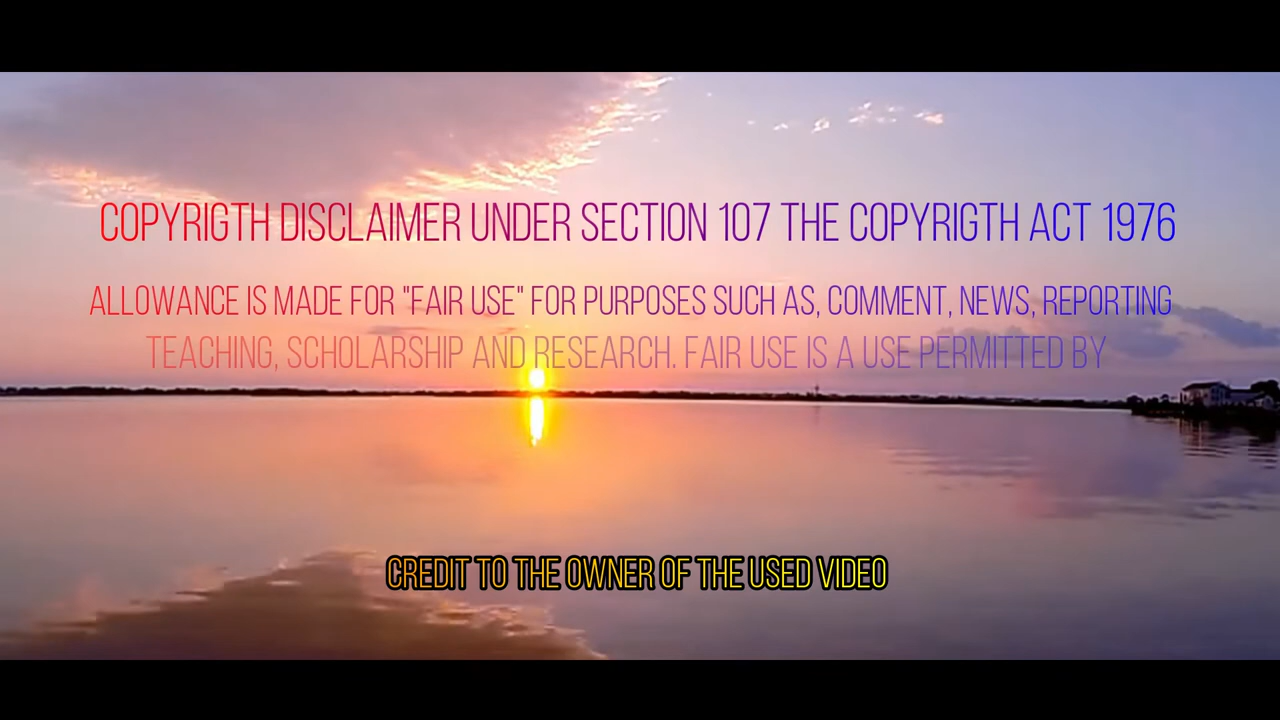 COPYRIGTH DISCLAIMER UNDER SECTION 107 THE COPYRIGTH ACT 1976
ALLOWANCE IS MADE FOR "FAIR USE" FOR PURPOSES SUCH AS, COMMENT, NEWS, REPORTING
TEACHING, SCHOLARSHIP AND RESEARCH. FAIR USE IS A USE PERMITTED BY
CREDIT TO THE OWNER OF THE USED VIDEO